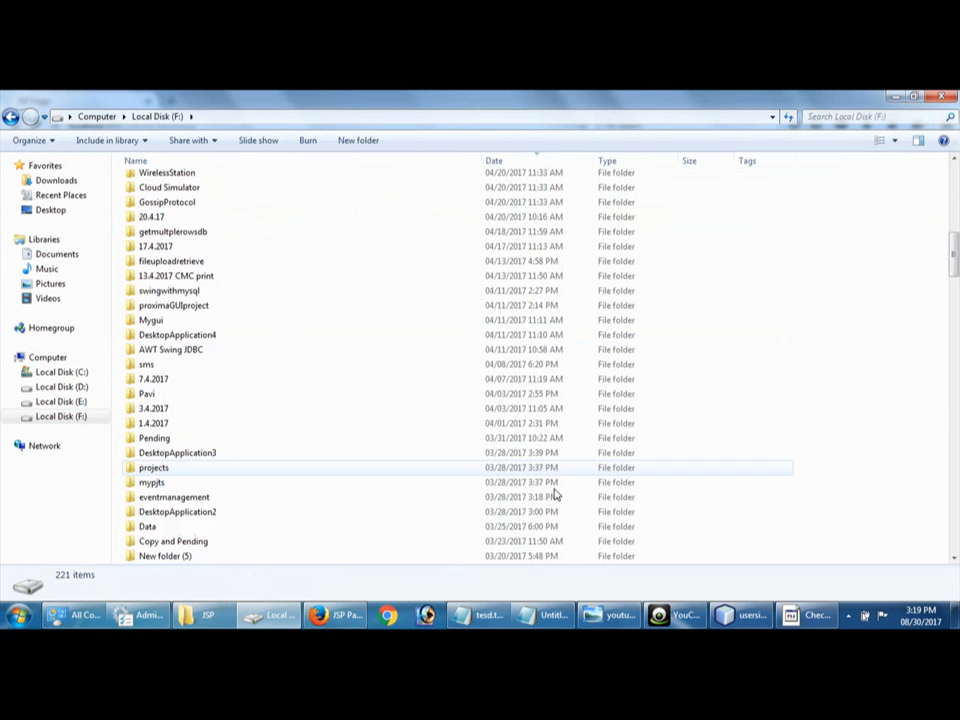 Computer Local Disk (F:)
Search Local Disk (F:)
Organize Include in library Share with Slide show Burn New folder
Name Date Type Size Tags
Favorites
Downloads
Recent Places
Desktop
Libraries
Documents
Music
Pictures
Videos
Homegroup
Computer
Local Disk (C:)
Local Disk (D:)
Local Disk (E:)
Local Disk (F:)
Network
WirelessStation 04/20/2017 11:33 AM File folder
Cloud Simulator 04/20/2017 11:33 AM File folder
GossipProtocol 04/20/2017 11:33 AM File folder
20.4.17 04/20/2017 10:16 AM File folder
getmultplerowsdb 04/18/2017 11:59 AM File folder
17.4.2017 04/17/2017 11:13 AM File folder
fileuploadretrieve 04/13/2017 4:58 PM File folder
13.4.2017 CMC print 04/13/2017 11:50 AM File folder
swingwithmysql 04/11/2017 2:27 PM File folder
proximaGUIproject 04/11/2017 2:14 PM File folder
Mygui 04/11/2017 11:11 AM File folder
DesktopApplication4 04/11/2017 11:10 AM File folder
AWT Swing JDBC 04/11/2017 10:58 AM File folder
sms 04/08/2017 6:20 PM File folder
7.4.2017 04/07/2017 11:19 AM File folder
Pavi 04/03/2017 2:55 PM File folder
3.4.2017 04/03/2017 11:05 AM File folder
1.4.2017 04/01/2017 2:31 PM File folder
Pending 03/31/2017 10:22 AM File folder
DesktopApplication3 03/28/2017 3:39 PM File folder
projects 03/28/2017 3:37 PM File folder
mypjts 03/28/2017 3:37 PM File folder
eventmanagement 03/28/2017 3:18 PM File folder
DesktopApplication2 03/28/2017 3:00 PM File folder
Data 03/25/2017 6:00 PM File folder
Copy and Pending 03/23/2017 11:50 AM File folder
New folder (5) 03/20/2017 5:48 PM File folder
221 items
All Co... Admi... JSP Local ... JSP Pa... tesd.t... Untitl... youtu... YouC... usersi... Chec...
3:19 PM
08/30/2017